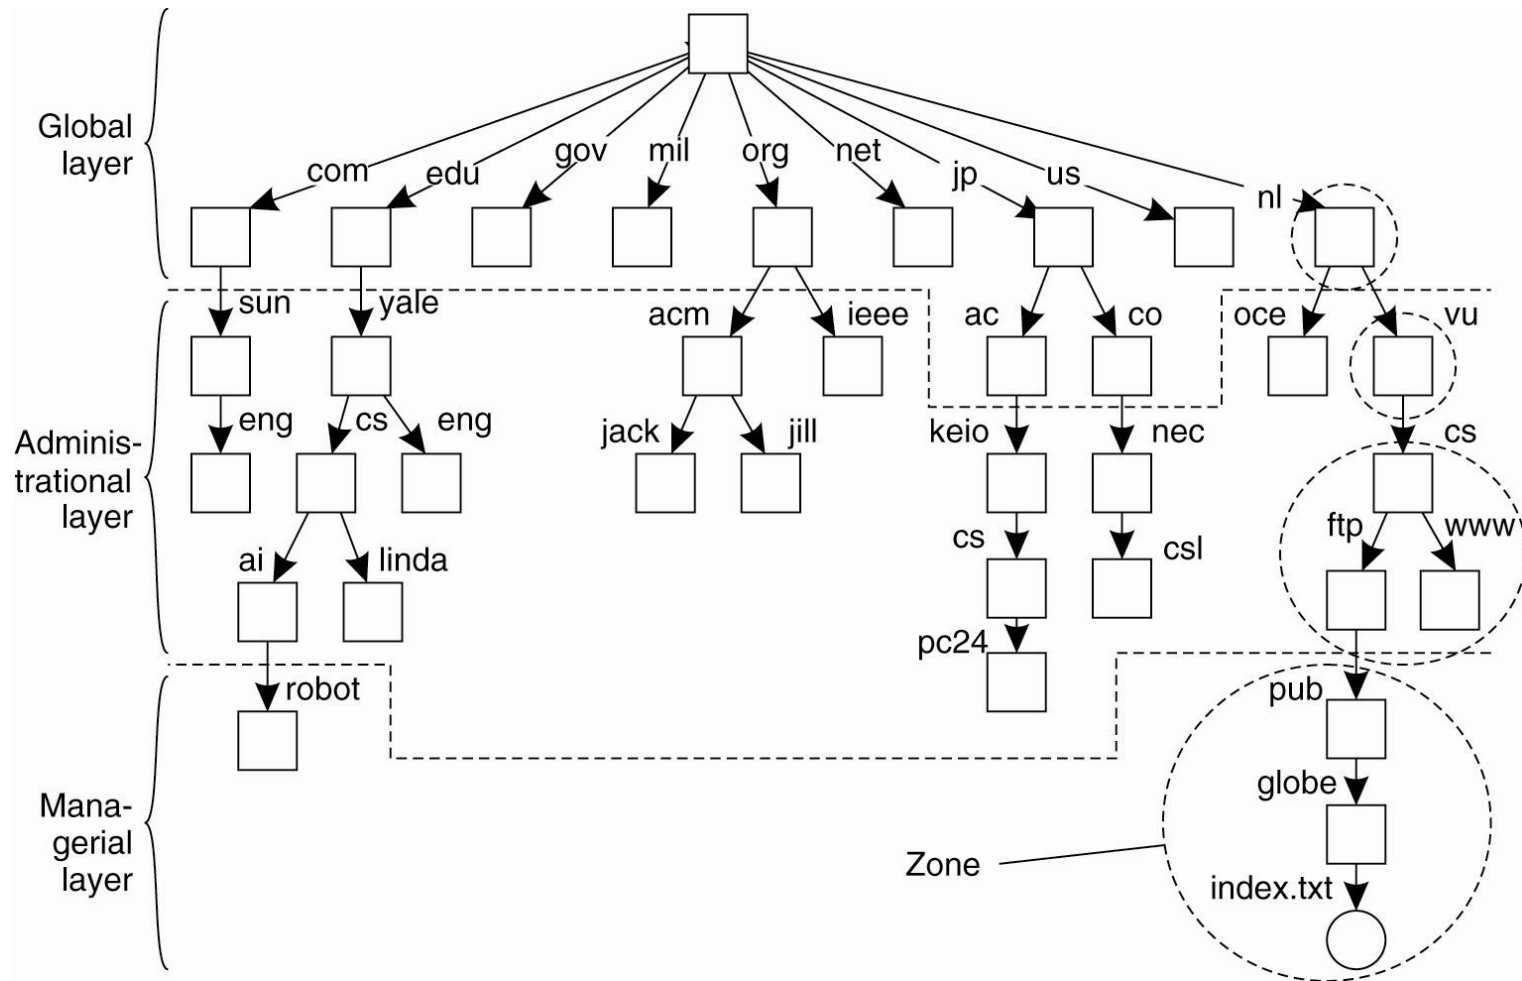 Global
layer
com
edu
gov
mil
org
net
jp
us
nl
sun
yale
acm
ieee
ac
co
oce
vu
Adminis-
trational
layer
eng
cs
eng
jack
jill
keio
nec
cs
ai
linda
cs
csl
ftp
www
pc24
Mana-
gerial
layer
robot
pub
globe
Zone
index.txt